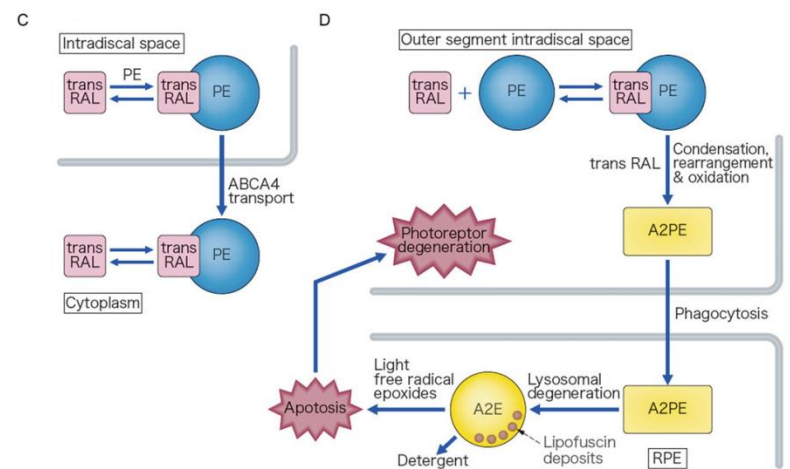 C
Intradiscal space
trans
RAL
PE
trans
RAL
PE
ABCA4
transport
trans
RAL
trans
RAL
PE
Cytoplasm
D
Outer segment intradiscal space
trans
RAL
+
PE
trans
RAL
PE
trans RAL
Condensation,
rearrangement
& oxidation
A2PE
Phagocytosis
A2PE
RPE
Lysosomal
degeneration
A2E
Lipofuscin
deposits
Detergent
Light
free radical
epoxides
Apotosis
Photoreptor
degeneration